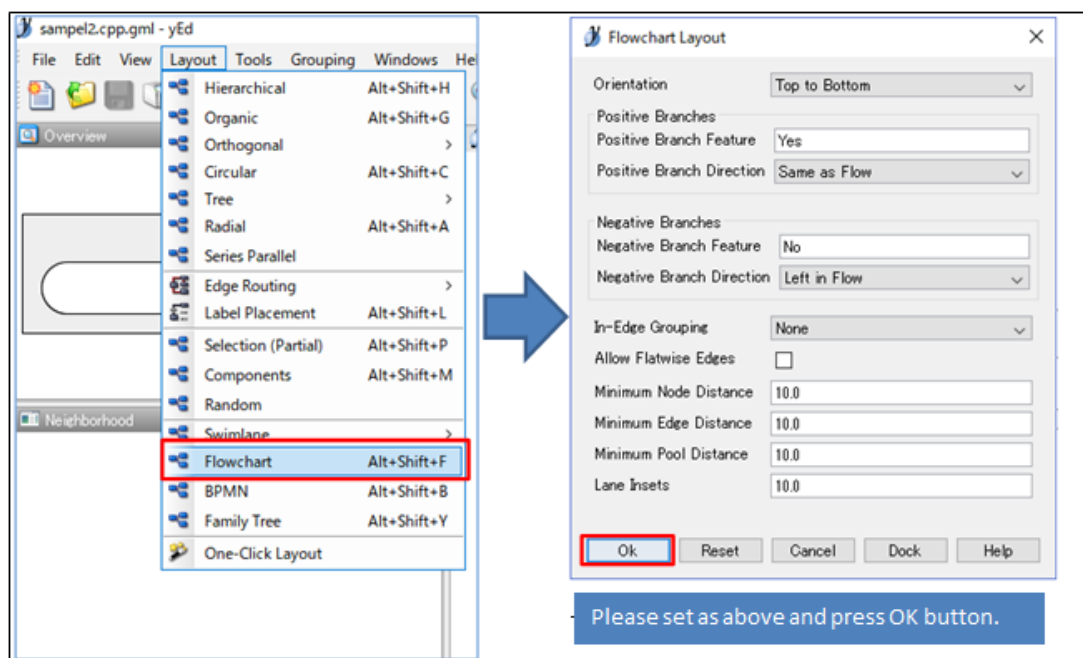 sampel2.cpp.gml - yEd
File Edit View Layout Tools Grouping Windows Hel
Overview
Hierarchical Alt+Shift+H
Organic Alt+Shift+G
Orthogonal >
Circular Alt+Shift+C
Tree >
Radial Alt+Shift+A
Series Parallel
Edge Routing >
Label Placement Alt+Shift+L
Selection (Partial) Alt+Shift+P
Components Alt+Shift+M
Random
Swimlane >
Flowchart Alt+Shift+F
BPMN Alt+Shift+B
Family Tree Alt+Shift+Y
One-Click Layout
Neighborhood
Flowchart Layout
Orientation Top to Bottom
Positive Branches
Positive Branch Feature Yes
Positive Branch Direction Same as Flow
Negative Branches
Negative Branch Feature No
Negative Branch Direction Left in Flow
In-Edge Grouping None
Allow Flatwise Edges
Minimum Node Distance 10.0
Minimum Edge Distance 10.0
Minimum Pool Distance 10.0
Lane Insets 10.0
Ok Reset Cancel Dock Help
Please set as above and press OK button.